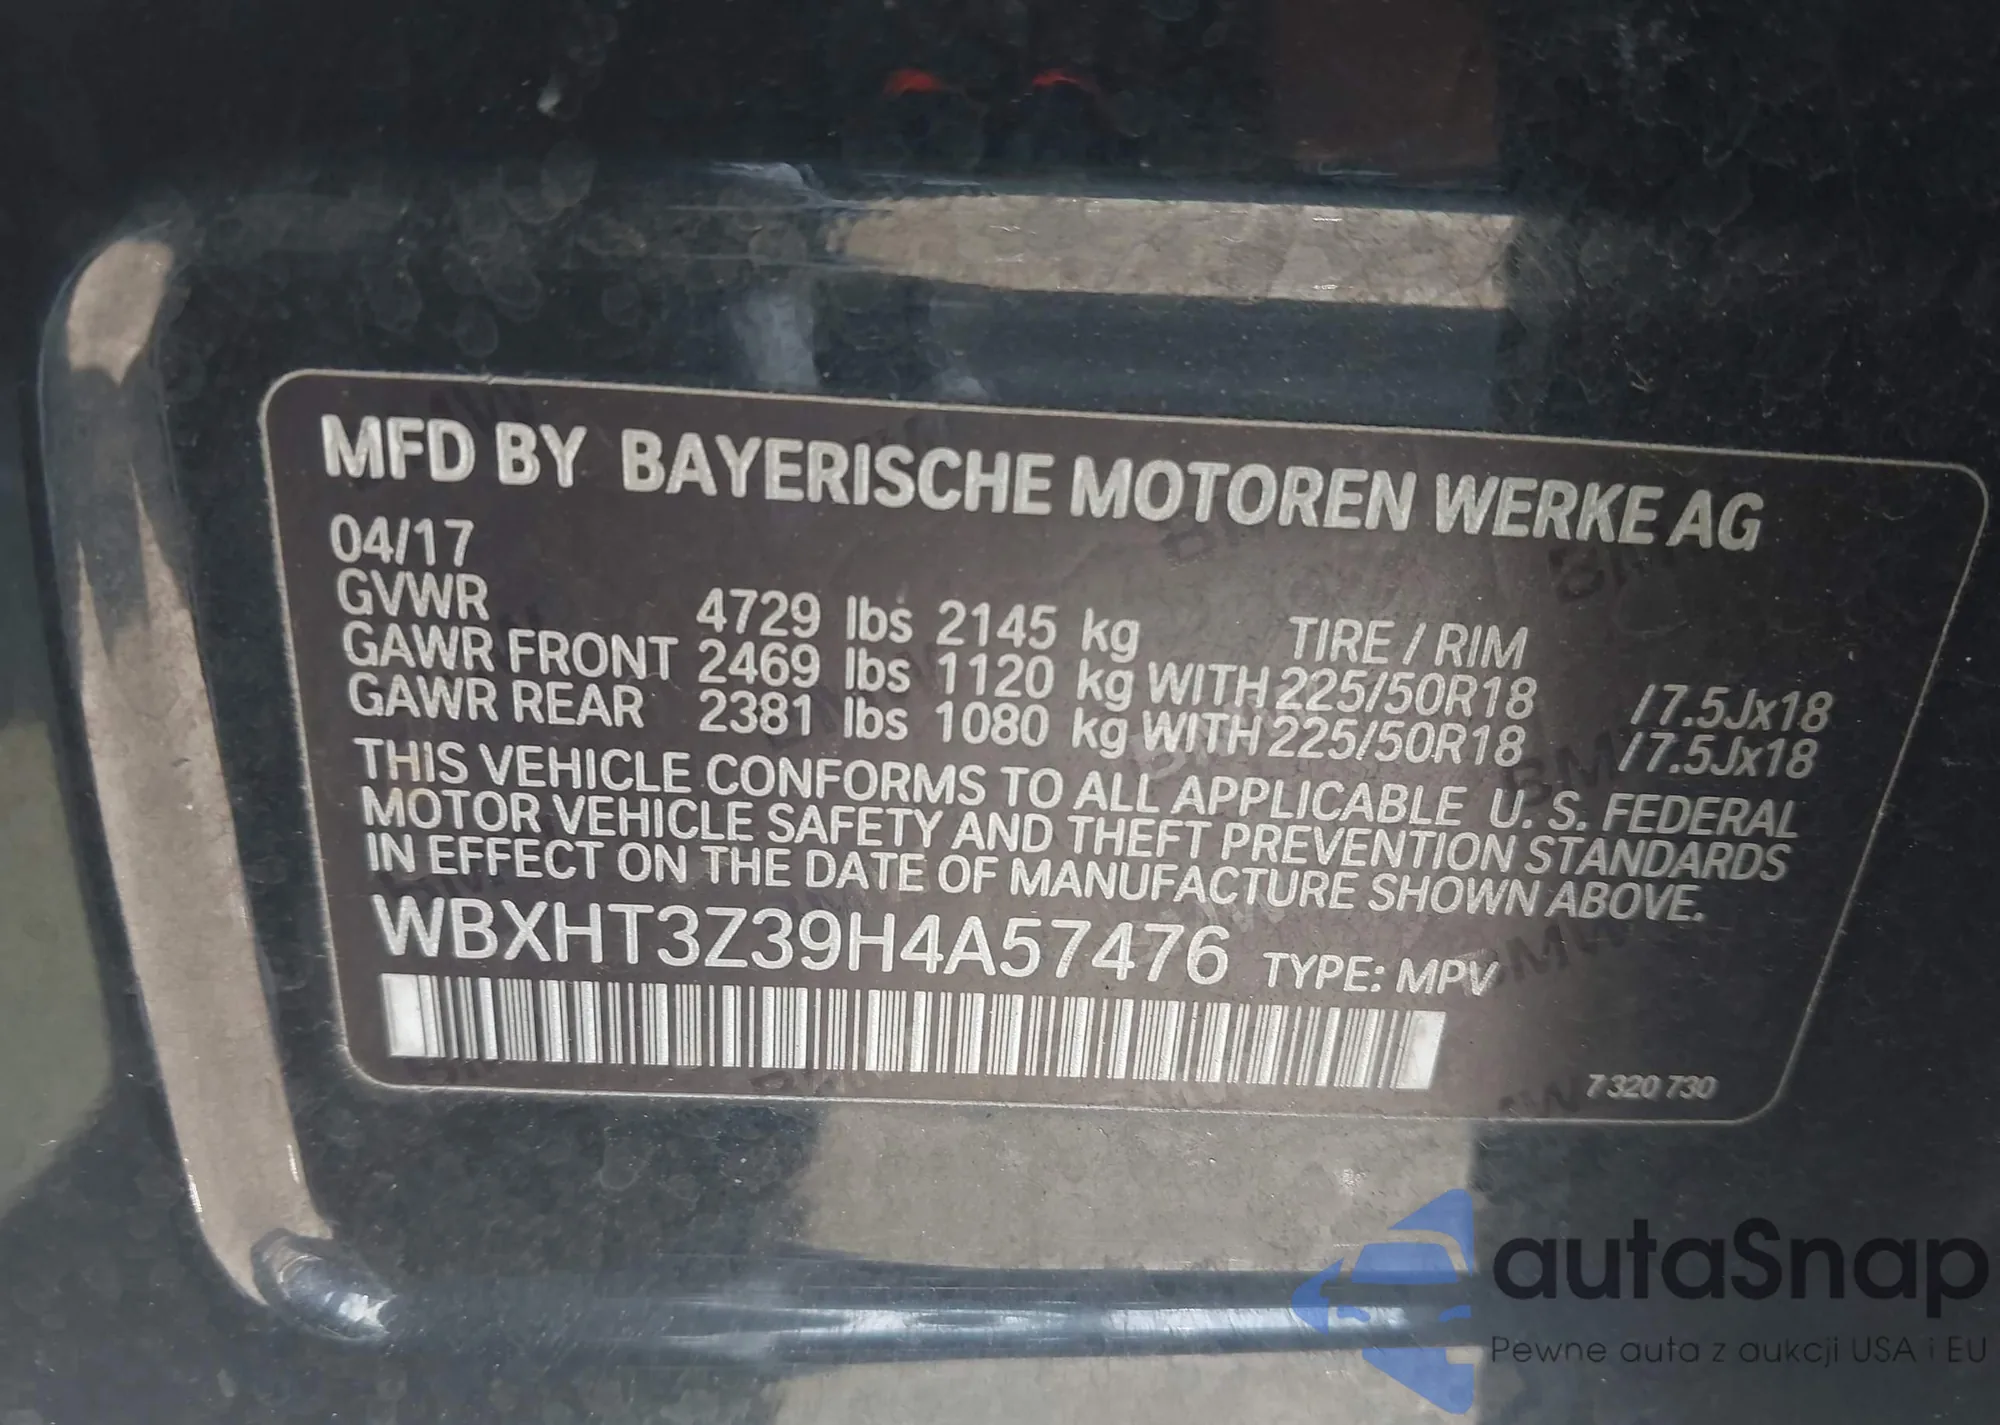 MFD BY BAYERISCHE MOTOREN WERKE AG
04/17
GVWR 4729 lbs 2145 kg TIRE / RIM
GAWR FRONT 2469 lbs 1120 kg WITH 225/50R18 /7.5Jx18
GAWR REAR 2381 lbs 1080 kg WITH 225/50R18 /7.5Jx18
THIS VEHICLE CONFORMS TO ALL APPLICABLE U. S. FEDERAL
MOTOR VEHICLE SAFETY AND THEFT PREVENTION STANDARDS
IN EFFECT ON THE DATE OF MANUFACTURE SHOWN ABOVE.
WBXHT3Z39H4A57476 TYPE: MPV
7 320 730
autaSnap
Pewne auta z aukcji USA i EU